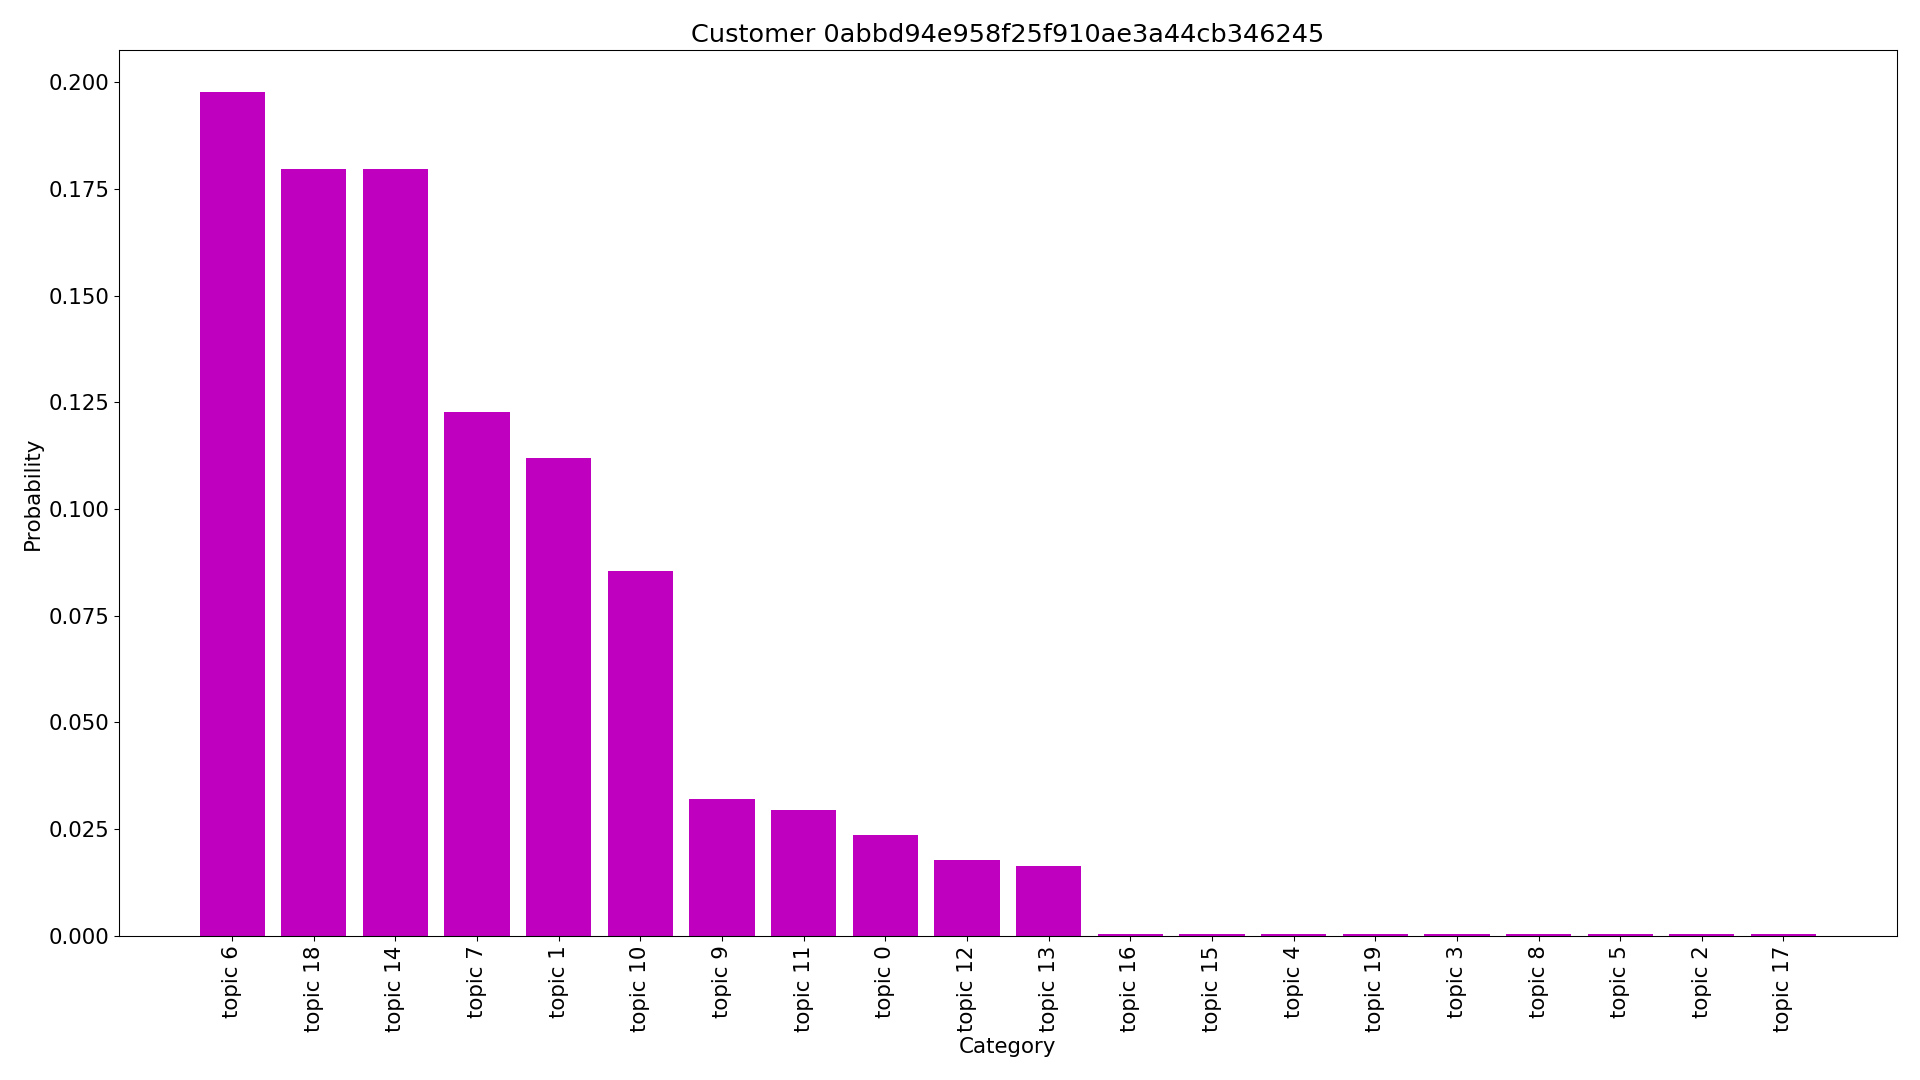 Customer 0abbd94e958f25f910ae3a44cb346245
Probability
0.200
0.175
0.150
0.125
0.100
0.075
0.050
0.025
0.000
topic 6
topic 18
topic 14
topic 7
topic 1
topic 10
topic 9
topic 11
topic 0
topic 12
topic 13
topic 16
topic 15
topic 4
topic 19
topic 3
topic 8
topic 5
topic 2
topic 17
Category